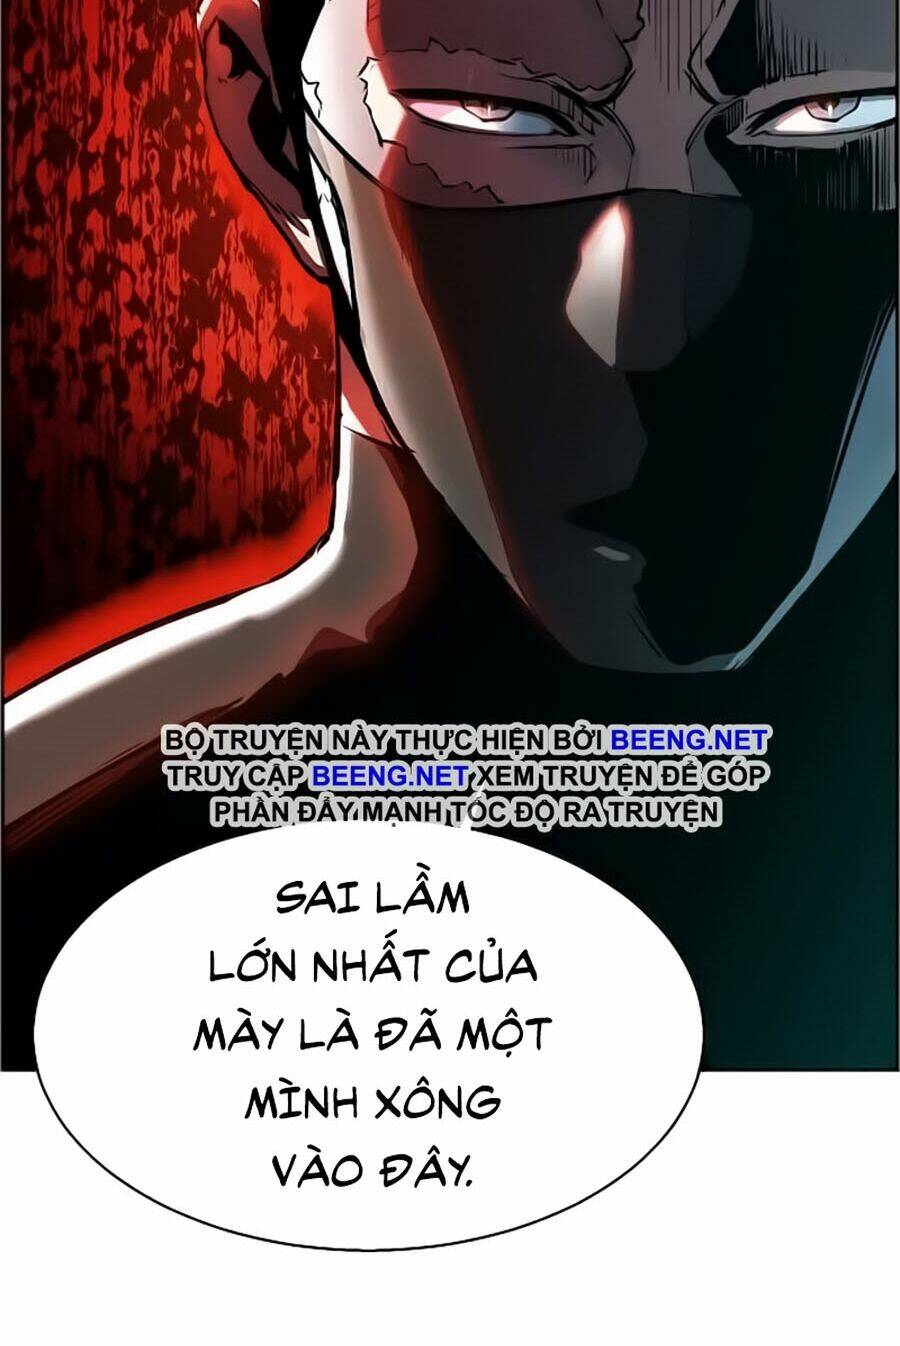 BỘ TRUYỆN NÀY THỰC HIỆN BỞI BEENG.NET
TRUY CẬP BEENG.NET XEM TRUYỆN ĐỂ GÓP
PHẦN ĐẨY MẠNH TỐC ĐỘ RA TRUYỆN
SAI LẦM
LỚN NHẤT CỦA
MÀY LÀ ĐÃ MỘT
MÌNH XÔNG
VÀO ĐÂY.